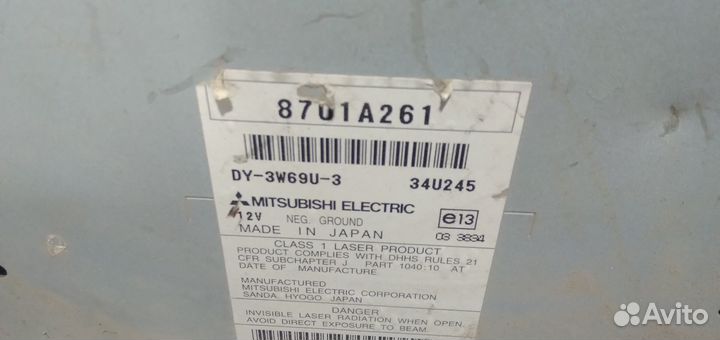 8701A261
DY-3W69U-3 34U245
MITSUBISHI ELECTRIC
12V NEG. GROUND e13
MADE IN JAPAN 03 3884
CLASS 1 LASER PRODUCT
PRODUCT COMPLIES WITH DHHS RULES 21
CFR SUBCHAPTER J PART 1040:10 AT
DATE OF MANUFACTURE.
MANUFACTURED
MITSUBISHI ELECTRIC CORPORATION
SANDA, HYOGO JAPAN
DANGER
INVISIBLE LASER RADIATION WHEN OPEN.
AVOID DIRECT EXPOSURE TO BEAM.
Avito